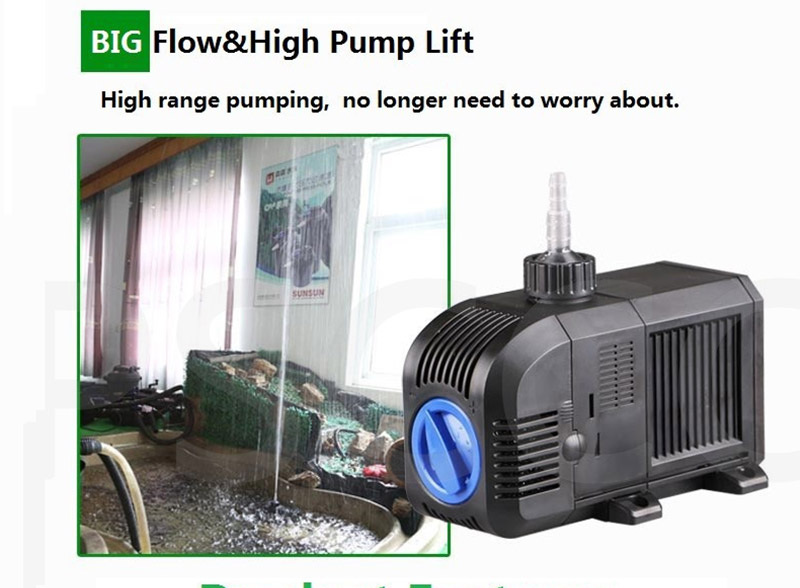 BIG Flow&High Pump Lift
High range pumping, no longer need to worry about.
SUNSUN